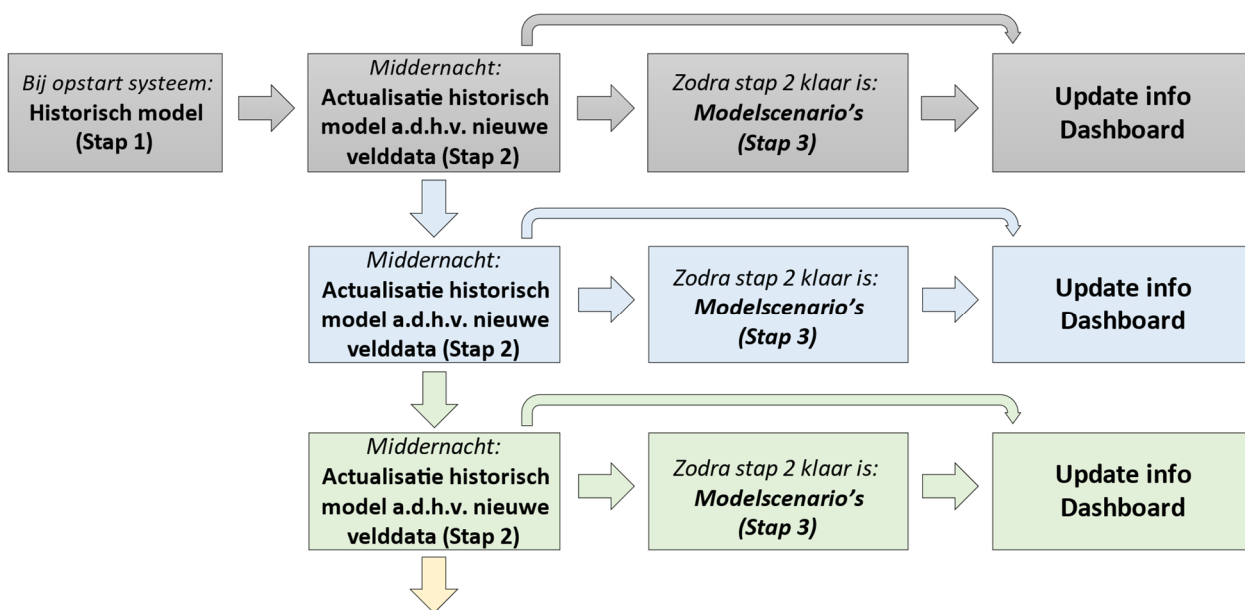 Bij opstart systeem:
Historisch model
(Stap 1)
Middernacht:
Actualisatie historisch
model a.d.h.v. nieuwe
velddata (Stap 2)
Zodra stap 2 klaar is:
Modelscenario's
(Stap 3)
Update info
Dashboard
Middernacht:
Actualisatie historisch
model a.d.h.v. nieuwe
velddata (Stap 2)
Zodra stap 2 klaar is:
Modelscenario's
(Stap 3)
Update info
Dashboard
Middernacht:
Actualisatie historisch
model a.d.h.v. nieuwe
velddata (Stap 2)
Zodra stap 2 klaar is:
Modelscenario's
(Stap 3)
Update info
Dashboard